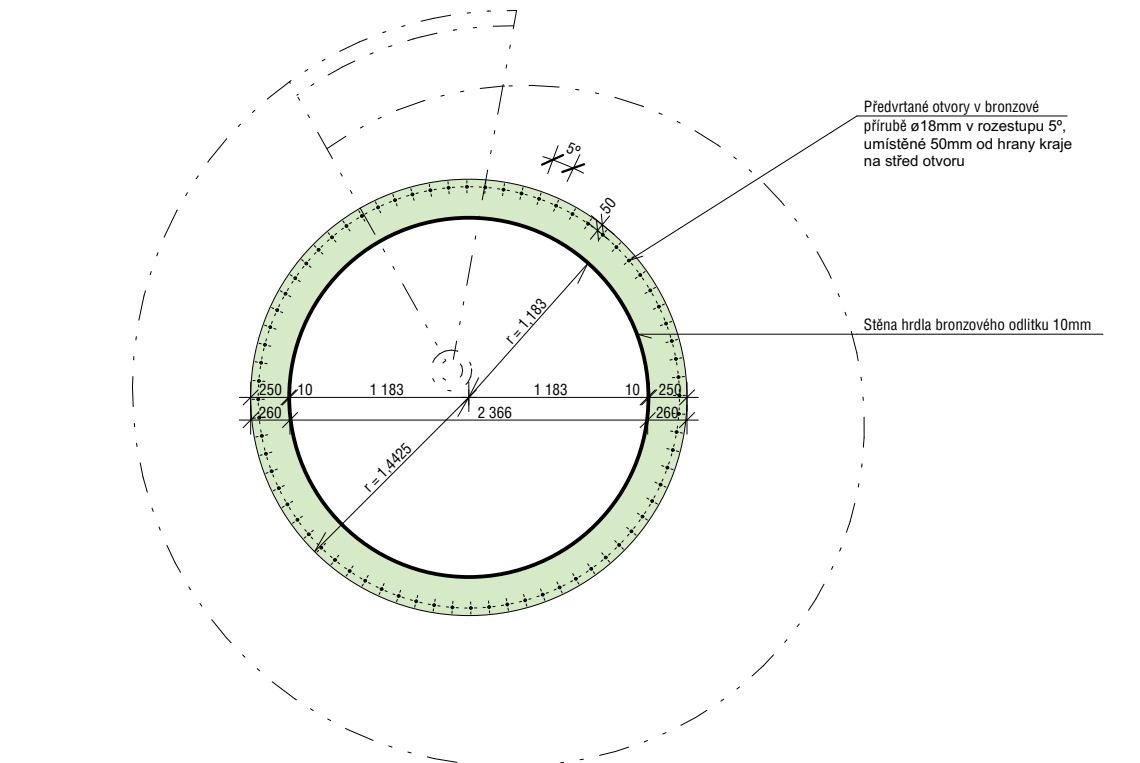 Předvrtané otvory v bronzové
přírubě ø18mm v rozestupu 5º,
umístěné 50mm od hrany kraje
na střed otvoru
5º
50
r = 1.183
Stěna hrdla bronzového odlitku 10mm
250 10 1 183 1 183 10 250
260 2 366 260
r = 1.4425